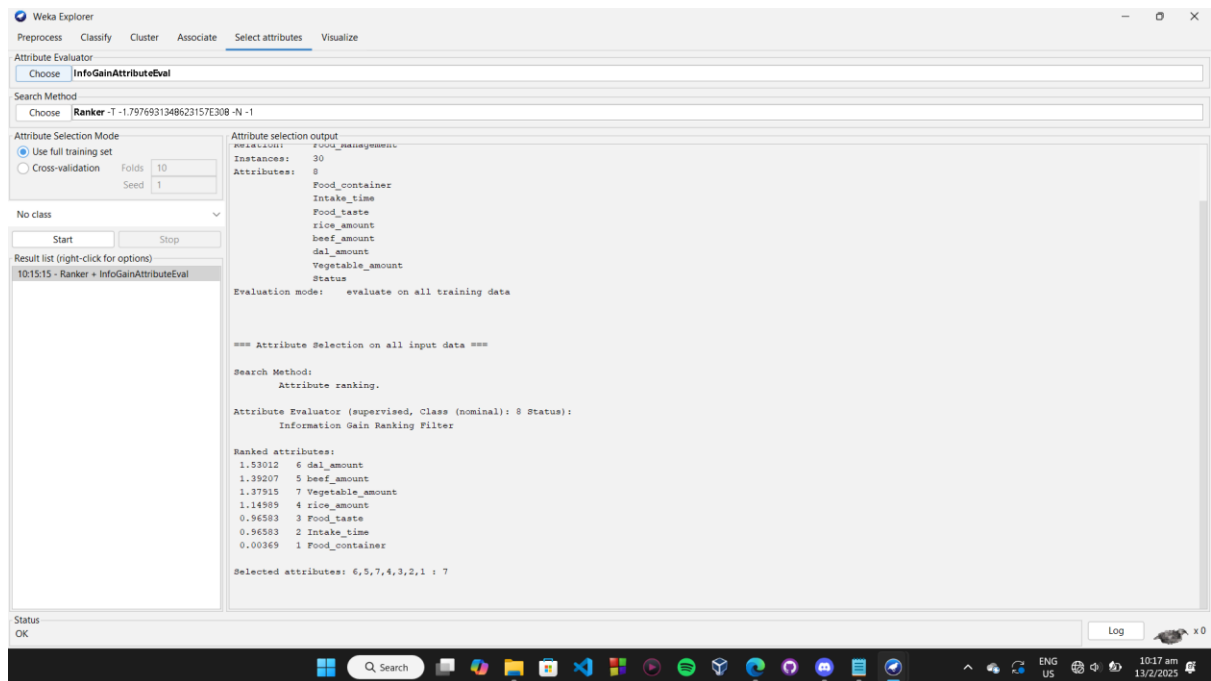 Weka Explorer
Preprocess Classify Cluster Associate Select attributes Visualize
Attribute Evaluator
Choose InfoGainAttributeEval
Search Method
Choose Ranker -T -1.7976931348623157E308 -N -1
Attribute Selection Mode
Use full training set
Cross-validation Folds 10
Seed 1
No class
Start Stop
Result list (right-click for options)
10:15:15 - Ranker + InfoGainAttributeEval
Attribute selection output
Relation: Food_management
Instances: 30
Attributes: 8
Food_container
Intake_time
Food_taste
rice_amount
beef_amount
dal_amount
Vegetable_amount
Status
Evaluation mode: evaluate on all training data
=== Attribute Selection on all input data ===
Search Method:
Attribute ranking.
Attribute Evaluator (supervised, Class (nominal): 8 Status):
Information Gain Ranking Filter
Ranked attributes:
1.53012 6 dal_amount
1.39207 5 beef_amount
1.37915 7 Vegetable_amount
1.14989 4 rice_amount
0.96583 3 Food_taste
0.96583 2 Intake_time
0.00369 1 Food_container
Selected attributes: 6,5,7,4,3,2,1 : 7
Status
OK
Log
x 0
Search
ENG
US
10:17 am
13/2/2025